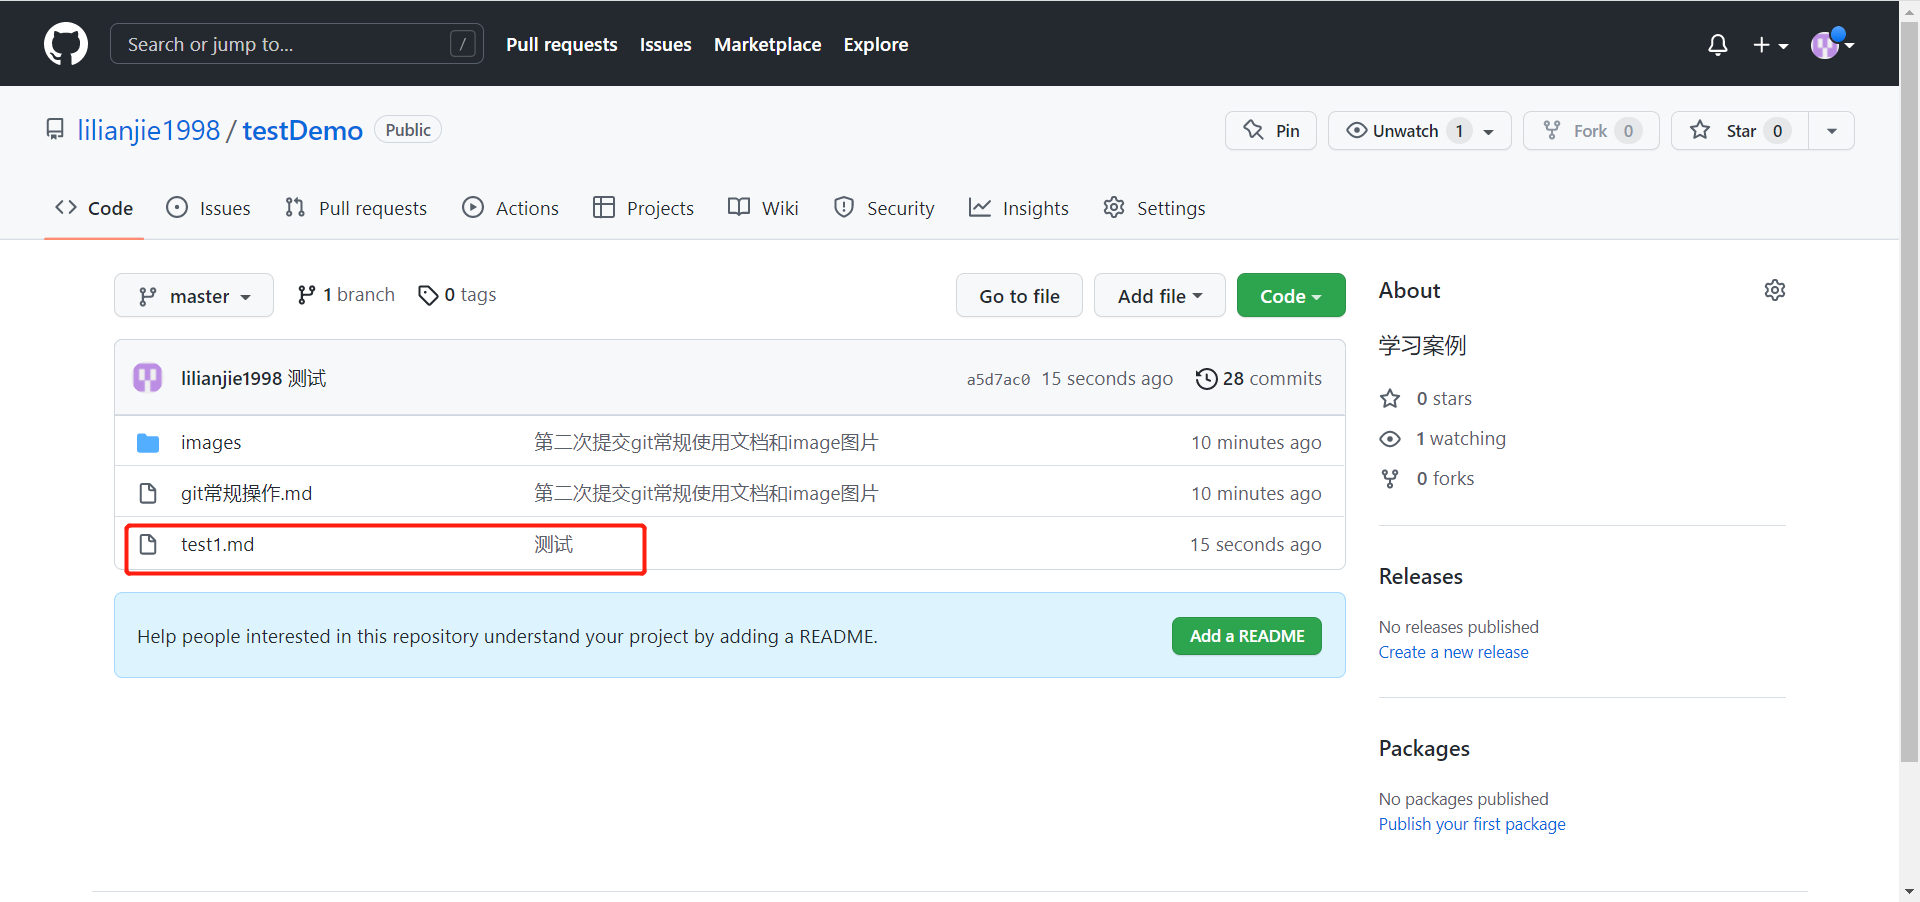 Search or jump to... /
Pull requests Issues Marketplace Explore
lilianjie1998 / testDemo Public
Pin Unwatch 1 Fork 0 Star 0
Code Issues Pull requests Actions Projects Wiki Security Insights Settings
master 1 branch 0 tags
Go to file Add file Code
lilianjie1998 测试 a5d7ac0 15 seconds ago 28 commits
images 第二次提交git常规使用文档和image图片 10 minutes ago
git常规操作.md 第二次提交git常规使用文档和image图片 10 minutes ago
test1.md 测试 15 seconds ago
Help people interested in this repository understand your project by adding a README. Add a README
About
学习案例
0 stars
1 watching
0 forks
Releases
No releases published
Create a new release
Packages
No packages published
Publish your first package